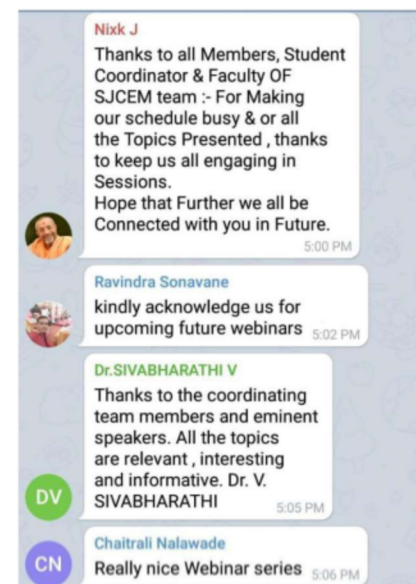 Nixk J
Thanks to all Members, Student
Coordinator & Faculty OF
SJCEM team :- For Making
our schedule busy & or all
the Topics Presented , thanks
to keep us all engaging in
Sessions.
Hope that Further we all be
Connected with you in Future.
5:00 PM
Ravindra Sonavane
kindly acknowledge us for
upcoming future webinars 5:02 PM
Dr.SIVABHARATHI V
Thanks to the coordinating
team members and eminent
speakers. All the topics
are relevant , interesting
and informative. Dr. V.
DV SIVABHARATHI 5:05 PM
Chaitrali Nalawade
CN Really nice Webinar series 5:06 PM